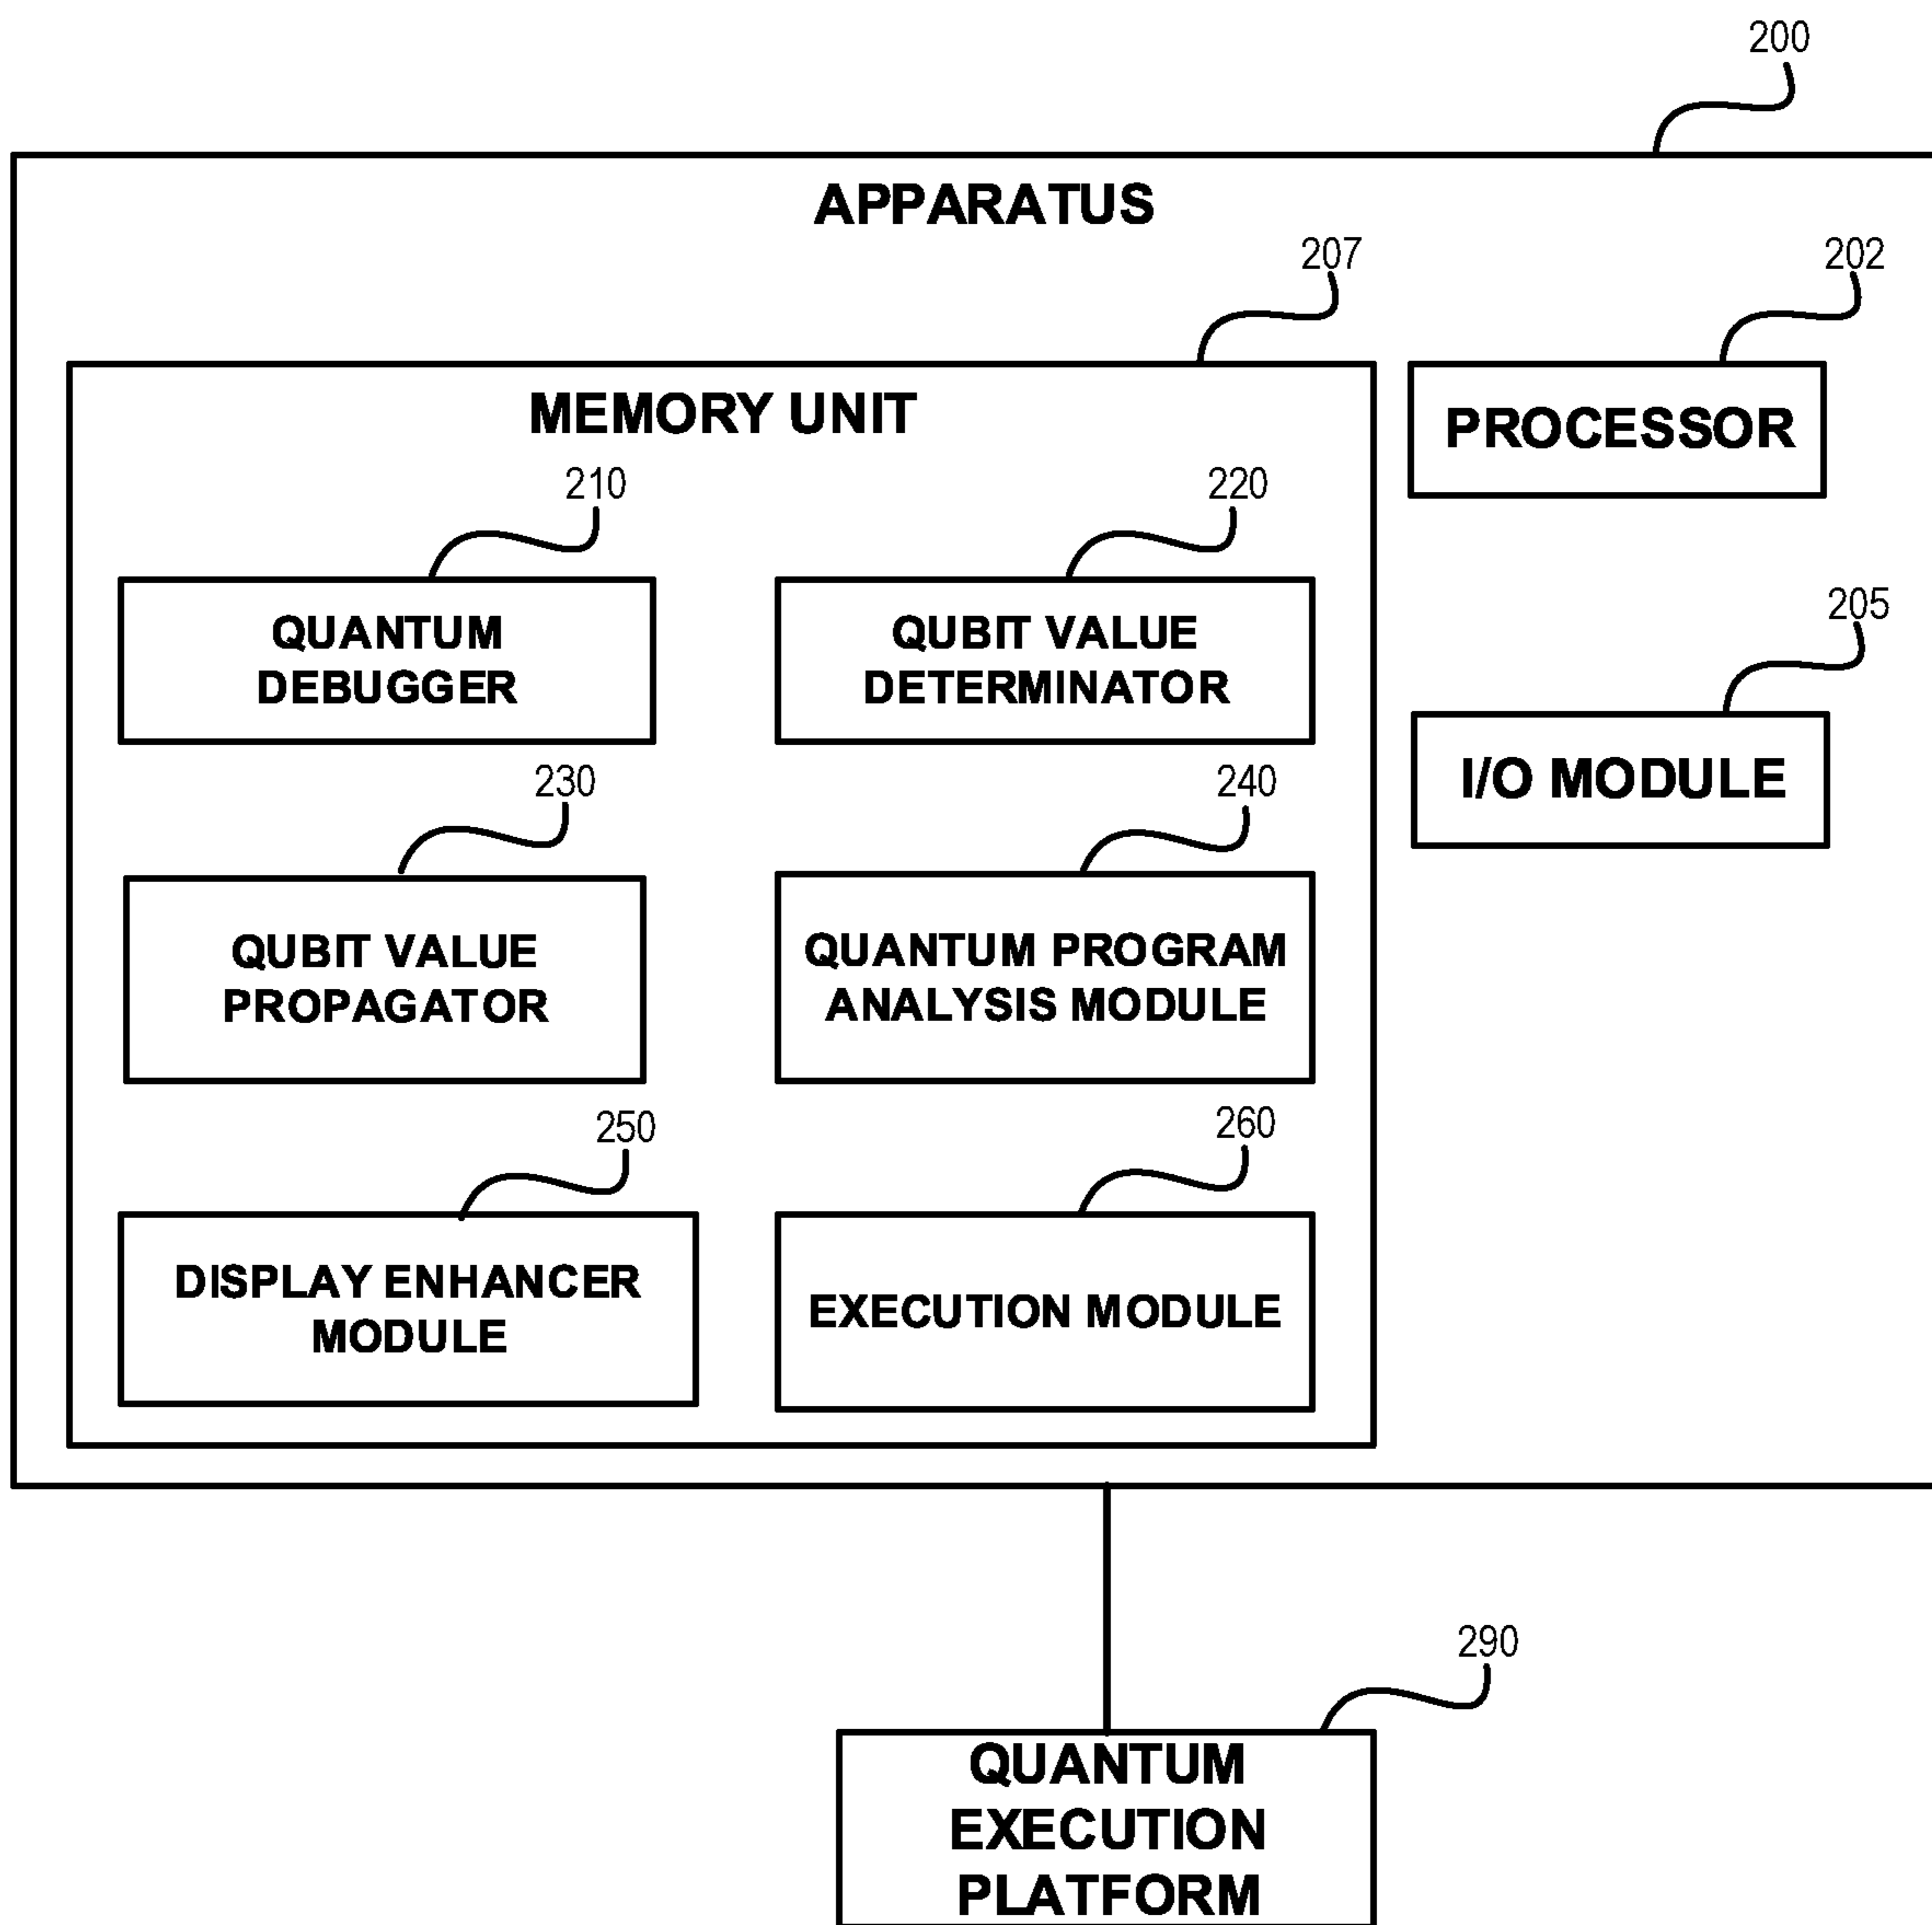 200
APPARATUS
207
202
MEMORY UNIT
PROCESSOR
210
220
QUANTUM
DEBUGGER
QUBIT VALUE
DETERMINATOR
205
I/O MODULE
230
240
QUBIT VALUE
PROPAGATOR
QUANTUM PROGRAM
ANALYSIS MODULE
250
260
DISPLAY ENHANCER
MODULE
EXECUTION MODULE
290
QUANTUM
EXECUTION
PLATFORM